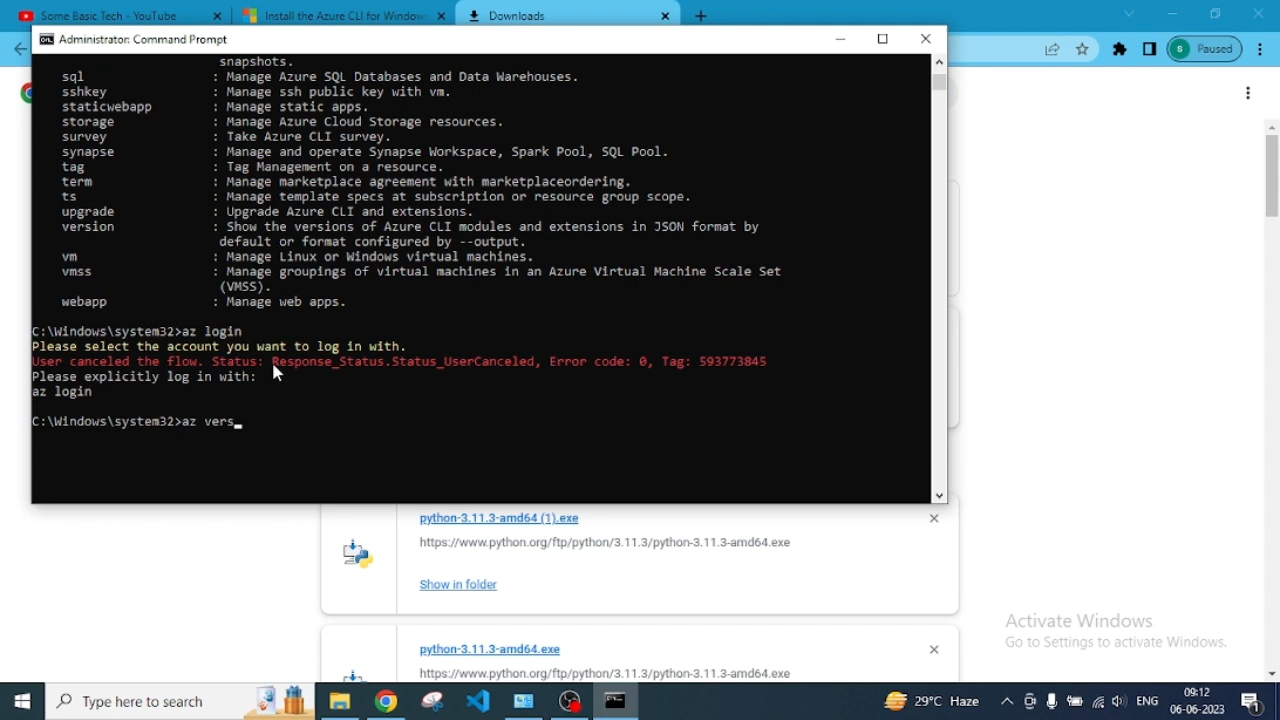 Some Basic Tech - YouTube
Install the Azure CLI for Window
Downloads
Administrator: Command Prompt
S Paused
snapshots.
sql : Manage Azure SQL Databases and Data Warehouses.
sshkey : Manage ssh public key with vm.
staticwebapp : Manage static apps.
storage : Manage Azure Cloud Storage resources.
survey : Take Azure CLI survey.
synapse : Manage and operate Synapse Workspace, Spark Pool, SQL Pool.
tag : Tag Management on a resource.
term : Manage marketplace agreement with marketplaceordering.
ts : Manage template specs at subscription or resource group scope.
upgrade : Upgrade Azure CLI and extensions.
version : Show the versions of Azure CLI modules and extensions in JSON format by
default or format configured by --output.
vm : Manage Linux or Windows virtual machines.
vmss : Manage groupings of virtual machines in an Azure Virtual Machine Scale Set
(VMSS).
webapp : Manage web apps.
C:\Windows\system32>az login
Please select the account you want to log in with.
User canceled the flow. Status: Response_Status.Status_UserCanceled, Error code: 0, Tag: 593773845
Please explicitly log in with:
az login
C:\Windows\system32>az vers
python-3.11.3-amd64 (1).exe
https://www.python.org/ftp/python/3.11.3/python-3.11.3-amd64.exe
Show in folder
Activate Windows
Go to Settings to activate Windows.
python-3.11.3-amd64.exe
https://www.python.org/ftp/python/3.11.3/python-3.11.3-amd64.exe
Type here to search
29°C Haze
ENG
09:12
06-06-2023
1